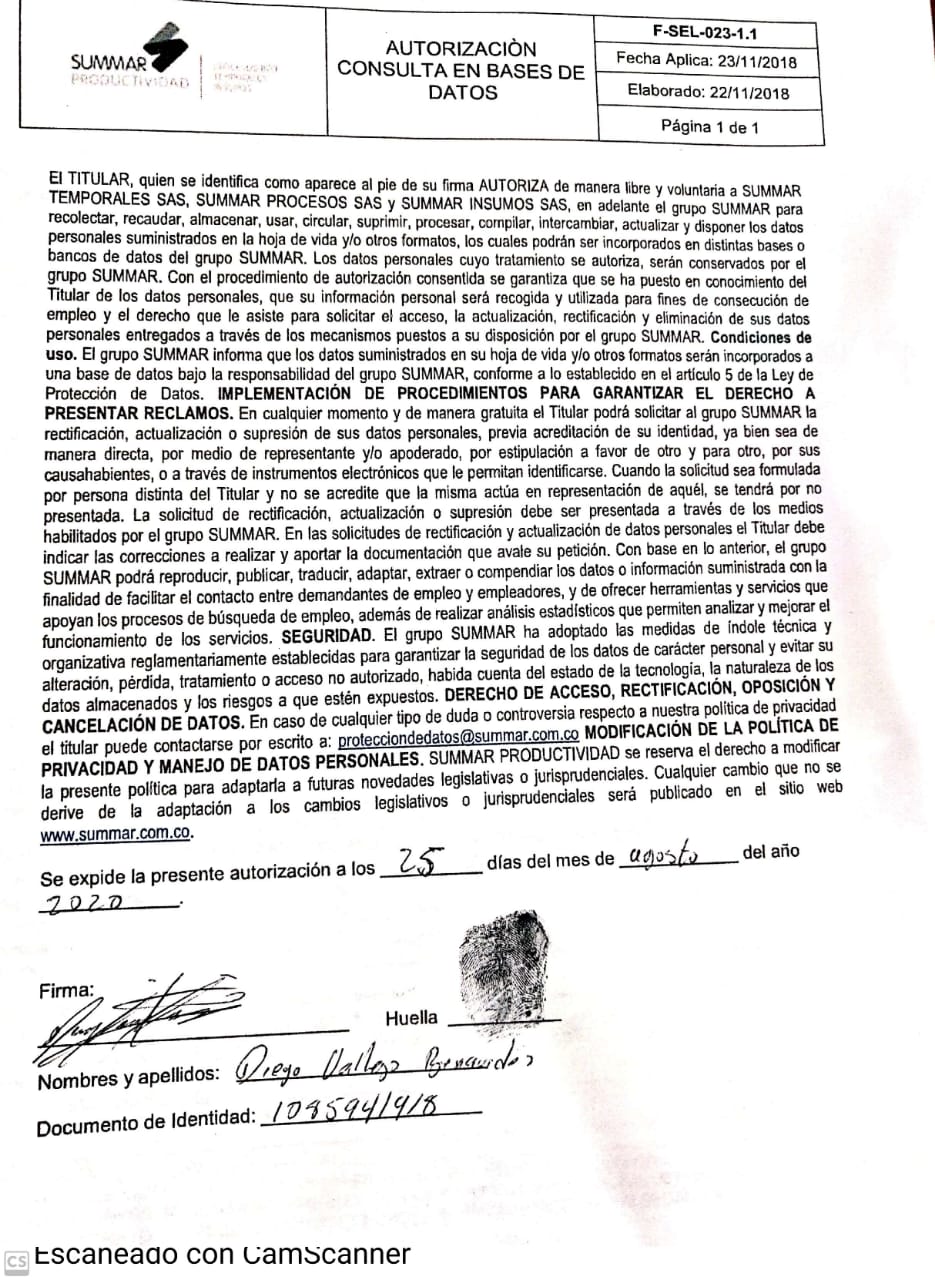 SUMMAR
PRODUCTIVIDAD
AUTORIZACIÒN
CONSULTA EN BASES DE
DATOS
F-SEL-023-1.1
Fecha Aplica: 23/11/2018
Elaborado: 22/11/2018
Página 1 de 1
El TITULAR, quien se identifica como aparece al pie de su firma AUTORIZA de manera libre y voluntaria a SUMMAR
TEMPORALES SAS, SUMMAR PROCESOS SAS y SUMMAR INSUMOS SAS, en adelante el grupo SUMMAR para
recolectar, recaudar, almacenar, usar, circular, suprimir, procesar, compilar, intercambiar, actualizar y disponer los datos
personales suministrados en la hoja de vida y/o otros formatos, los cuales podrán ser incorporados en distintas bases o
bancos de datos del grupo SUMMAR. Los datos personales cuyo tratamiento se autoriza, serán conservados por el
grupo SUMMAR. Con el procedimiento de autorización consentida se garantiza que se ha puesto en conocimiento del
Titular de los datos personales, que su información personal será recogida y utilizada para fines de consecución de
empleo y el derecho que le asiste para solicitar el acceso, la actualización, rectificación y eliminación de sus datos
personales entregados a través de los mecanismos puestos a su disposición por el grupo SUMMAR. Condiciones de
uso. El grupo SUMMAR informa que los datos suministrados en su hoja de vida y/o otros formatos serán incorporados a
una base de datos bajo la responsabilidad del grupo SUMMAR, conforme a lo establecido en el artículo 5 de la Ley de
Protección de Datos. IMPLEMENTACIÓN DE PROCEDIMIENTOS PARA GARANTIZAR EL DERECHO A
PRESENTAR RECLAMOS. En cualquier momento y de manera gratuita el Titular podrá solicitar al grupo SUMMAR la
rectificación, actualización o supresión de sus datos personales, previa acreditación de su identidad, ya bien sea de
manera directa, por medio de representante y/o apoderado, por estipulación a favor de otro y para otro, por sus
causahabientes, o a través de instrumentos electrónicos que le permitan identificarse. Cuando la solicitud sea formulada
por persona distinta del Titular y no se acredite que la misma actúa en representación de aquél, se tendrá por no
presentada. La solicitud de rectificación, actualización o supresión debe ser presentada a través de los medios
habilitados por el grupo SUMMAR. En las solicitudes de rectificación y actualización de datos personales el Titular debe
indicar las correcciones a realizar y aportar la documentación que avale su petición. Con base en lo anterior, el grupo
SUMMAR podrá reproducir, publicar, traducir, adaptar, extraer o compendiar los datos o información suministrada con la
finalidad de facilitar el contacto entre demandantes de empleo y empleadores, y de ofrecer herramientas y servicios que
apoyan los procesos de búsqueda de empleo, además de realizar análisis estadísticos que permiten analizar y mejorar el
funcionamiento de los servicios. SEGURIDAD. El grupo SUMMAR ha adoptado las medidas de índole técnica y
organizativa reglamentariamente establecidas para garantizar la seguridad de los datos de carácter personal y evitar su
alteración, pérdida, tratamiento o acceso no autorizado, habida cuenta del estado de la tecnología, la naturaleza de los
datos almacenados y los riesgos a que estén expuestos. DERECHO DE ACCESO, RECTIFICACIÓN, OPOSICIÓN Y
CANCELACIÓN DE DATOS. En caso de cualquier tipo de duda o controversia respecto a nuestra política de privacidad
el titular puede contactarse por escrito a: protecciondedatos@summar.com.co MODIFICACIÓN DE LA POLÍTICA DE
PRIVACIDAD Y MANEJO DE DATOS PERSONALES. SUMMAR PRODUCTIVIDAD se reserva el derecho a modificar
la presente política para adaptarla a futuras novedades legislativas o jurisprudenciales. Cualquier cambio que no se
derive de la adaptación a los cambios legislativos o jurisprudenciales será publicado en el sitio web
www.summar.com.co.
Se expide la presente autorización a los 25 días del mes de agosto del año
2020.
Firma:
Huella
Nombres y apellidos: Diego Vallejo Benavides
Documento de Identidad: 1085941918
CS Escaneado con CamScanner